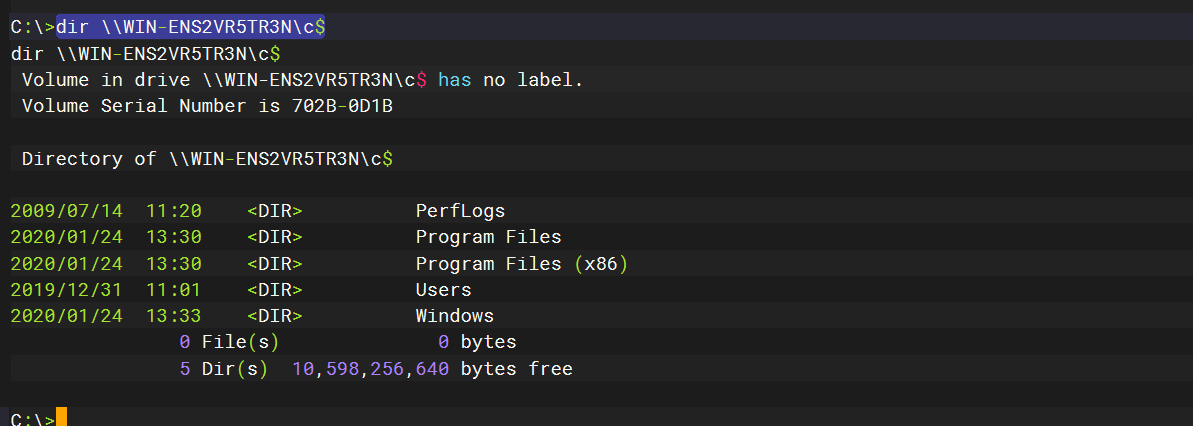 C:\>dir \\WIN-ENS2VR5TR3N\c$
dir \\WIN-ENS2VR5TR3N\c$
 Volume in drive \\WIN-ENS2VR5TR3N\c$ has no label.
 Volume Serial Number is 702B-0D1B
 Directory of \\WIN-ENS2VR5TR3N\c$
2009/07/14  11:20    <DIR>          PerfLogs
2020/01/24  13:30    <DIR>          Program Files
2020/01/24  13:30    <DIR>          Program Files (x86)
2019/12/31  11:01    <DIR>          Users
2020/01/24  13:33    <DIR>          Windows
               0 File(s)              0 bytes
               5 Dir(s)  10,598,256,640 bytes free
C:\>